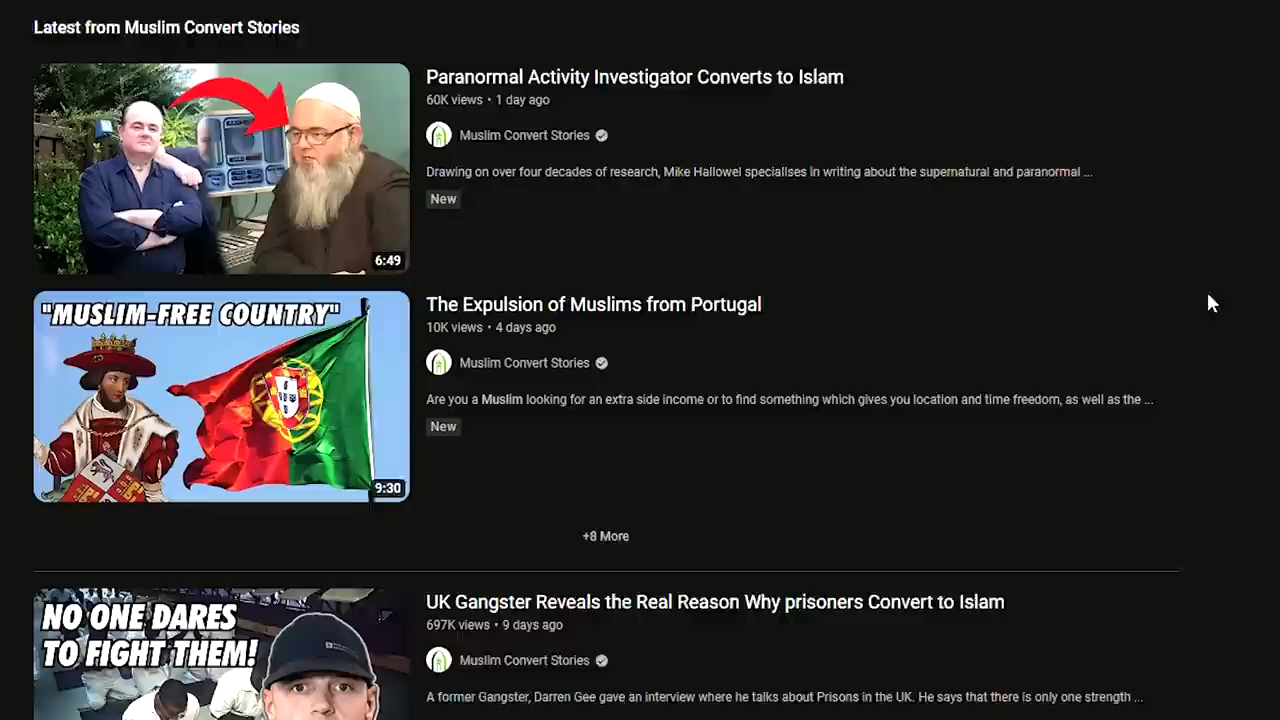 Latest from Muslim Convert Stories
Paranormal Activity Investigator Converts to Islam
60K views • 1 day ago
Muslim Convert Stories
Drawing on over four decades of research, Mike Hallowel specialises in writing about the supernatural and paranormal ...
New
6:49
"MUSLIM-FREE COUNTRY"
The Expulsion of Muslims from Portugal
10K views • 4 days ago
Muslim Convert Stories
Are you a Muslim looking for an extra side income or to find something which gives you location and time freedom, as well as the ...
New
9:30
+8 More
NO ONE DARES
TO FIGHT THEM!
UK Gangster Reveals the Real Reason Why prisoners Convert to Islam
697K views • 9 days ago
Muslim Convert Stories
A former Gangster, Darren Gee gave an interview where he talks about Prisons in the UK. He says that there is only one strength ...